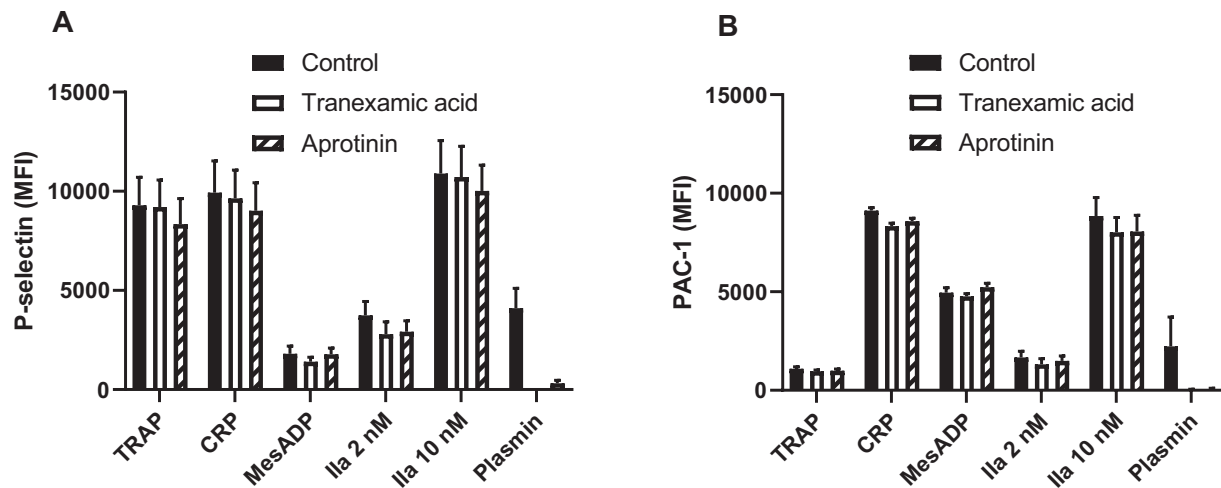 A
Control
Tranexamic acid
Aprotinin
15000
10000
5000
0
P-selectin (MFI)
TRAP
CRP
MesADP
IIa 2 nM
IIa 10 nM
Plasmin
B
Control
Tranexamic acid
Aprotinin
15000
10000
5000
0
PAC-1 (MFI)
TRAP
CRP
MesADP
IIa 2 nM
IIa 10 nM
Plasmin